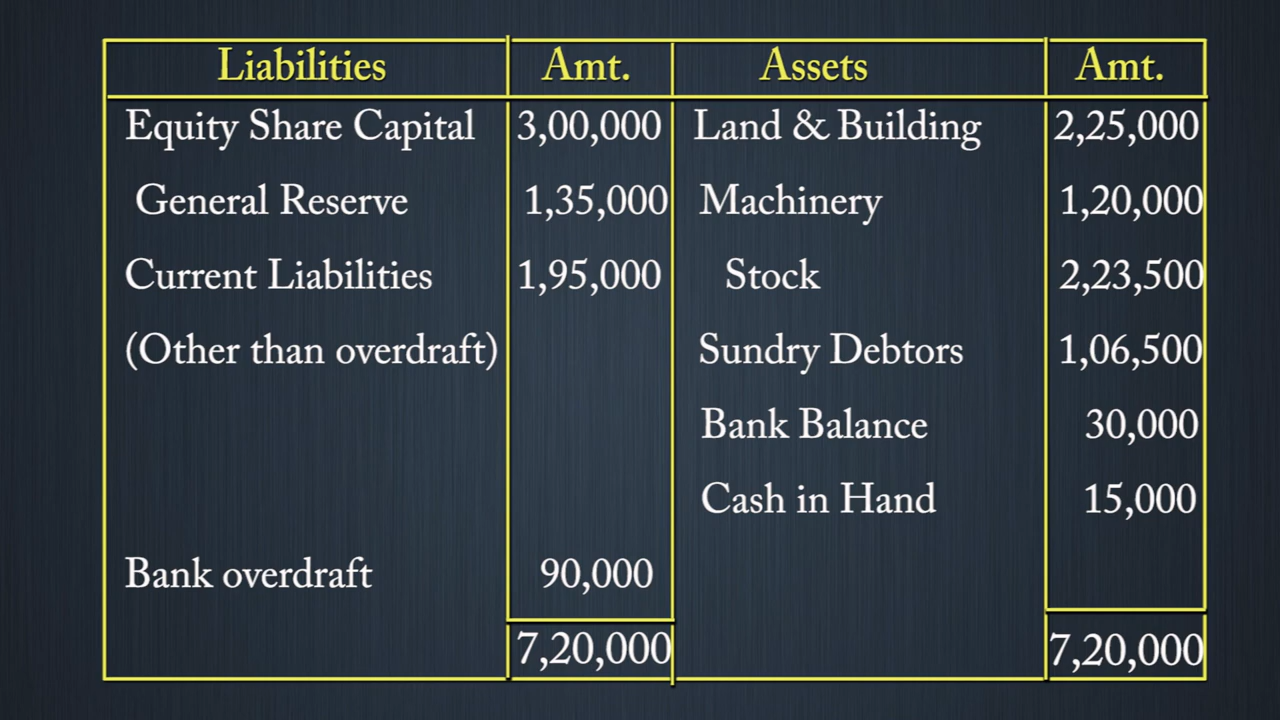 Liabilities Amt. Assets Amt.
Equity Share Capital 3,00,000 Land & Building 2,25,000
General Reserve 1,35,000 Machinery 1,20,000
Current Liabilities 1,95,000 Stock 2,23,500
(Other than overdraft) Sundry Debtors 1,06,500
Bank Balance 30,000
Cash in Hand 15,000
Bank overdraft 90,000
7,20,000 7,20,000